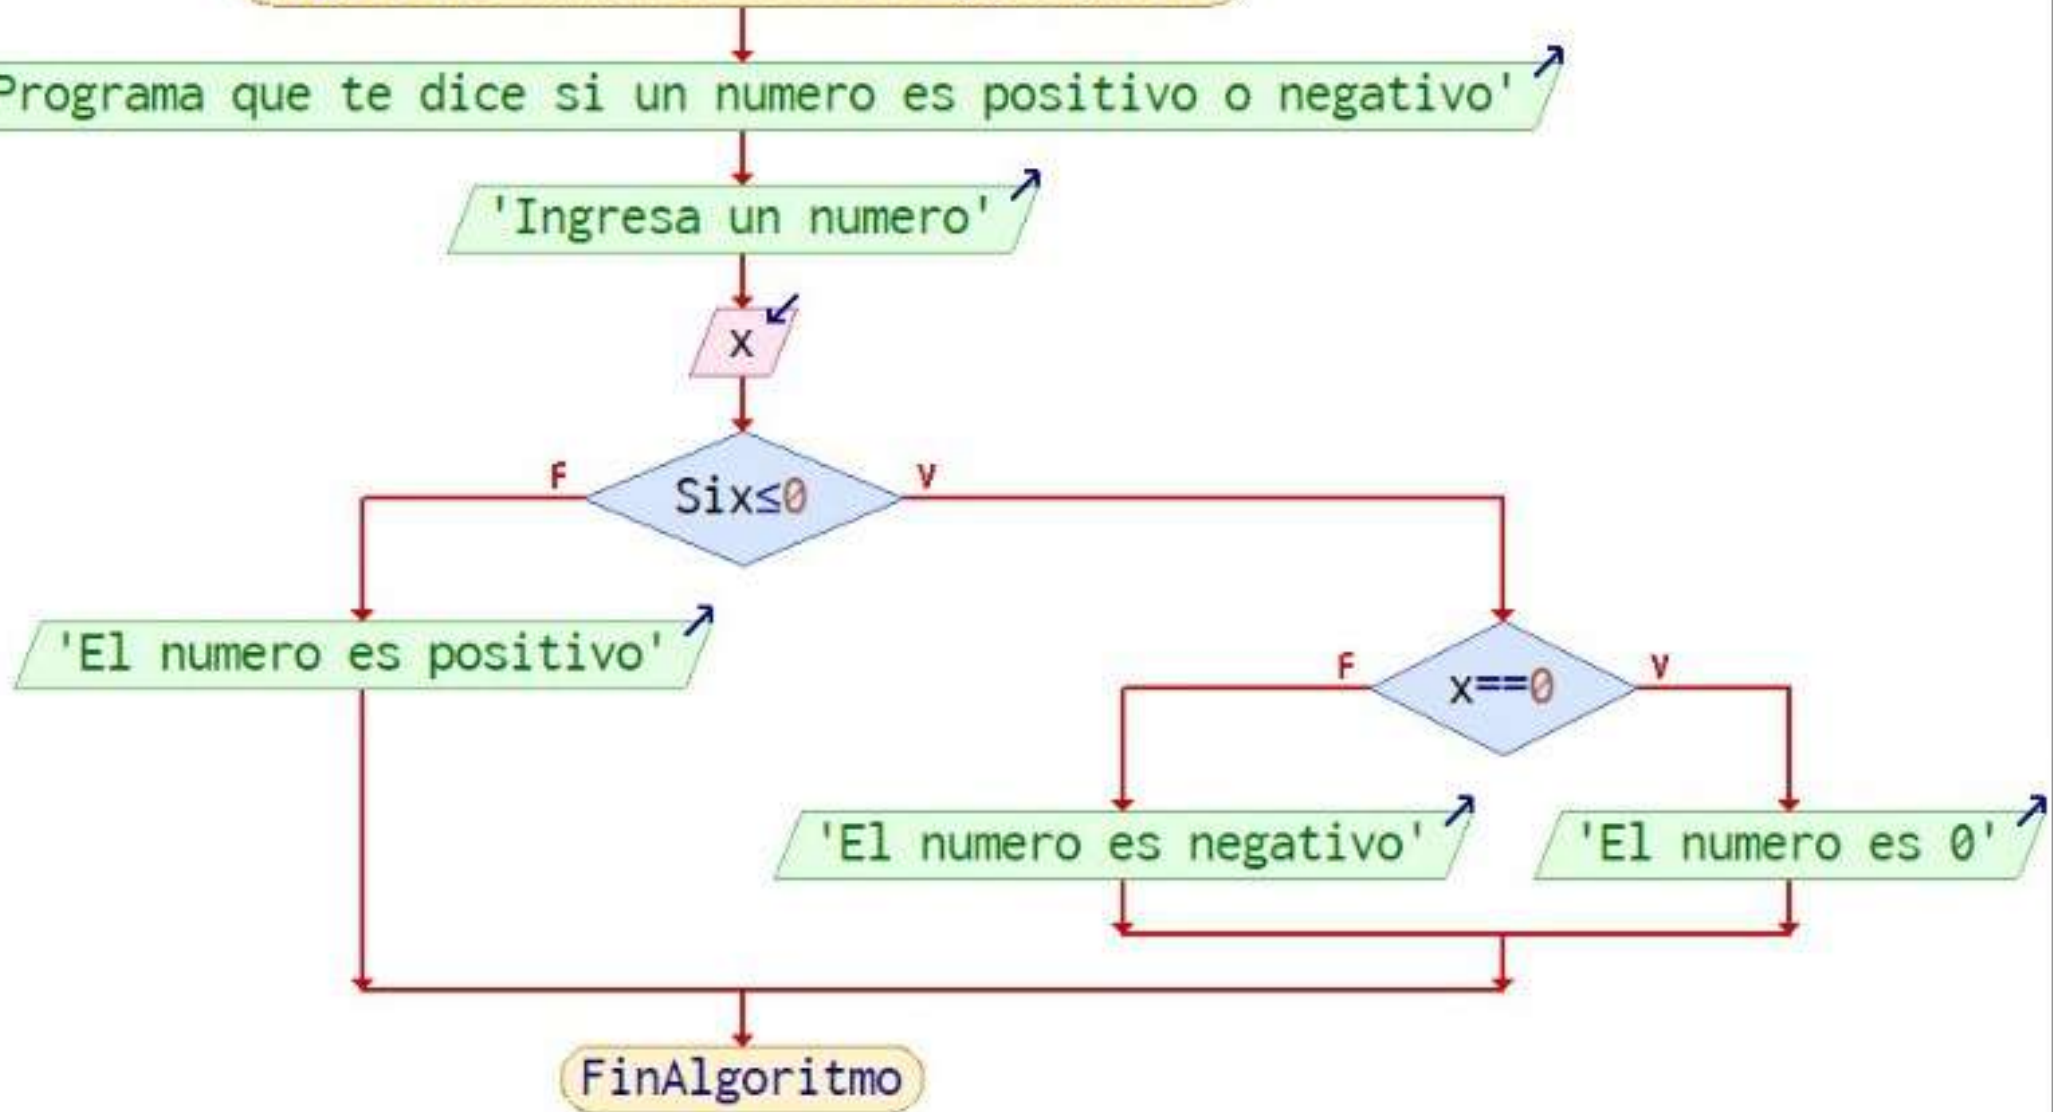 Programa que te dice si un numero es positivo o negativo'
'Ingresa un numero'
x
F
Six≤0
V
'El numero es positivo'
F
x==0
V
'El numero es negativo'
'El numero es 0'
FinAlgoritmo